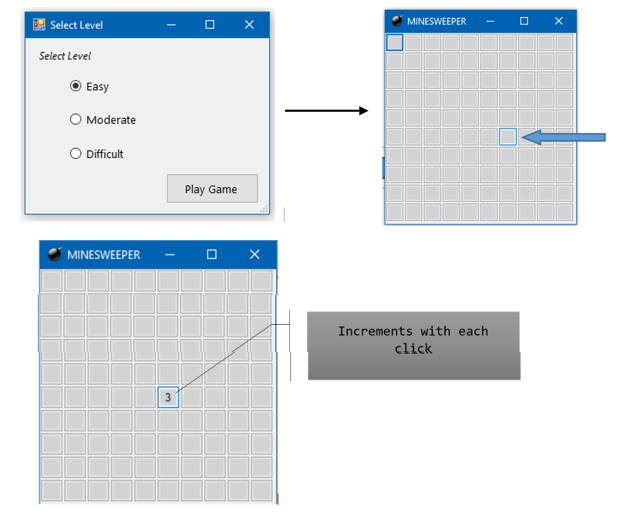 Select Level
MINESWEEPER
Select Level
Easy
Moderate
Difficult
Play Game
MINESWEEPER
3
Increments with each
click